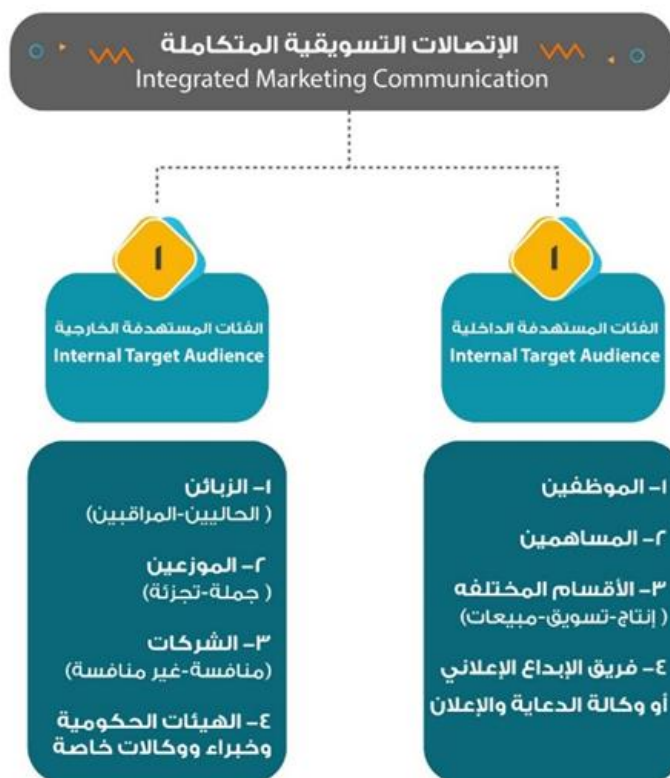 الإتصالات التسويقية المتكاملة
Integrated Marketing Communication
١
الفئات المستهدفة الداخلية
Internal Target Audience
١- الموظفين
٢- المساهمين
٣- الأقسام المختلفه
( إنتاج-تسويق-مبيعات)
٤- فريق الإبداع الإعلاني
أو وكالة الدعاية والإعلان
١
الفئات المستهدفة الخارجية
Internal Target Audience
١- الزبائن
( الحاليين-المراقبين)
٢- الموزعين
( جملة-تجزئة)
٣- الشركات
(منافسة-غير منافسة)
٤- الهيئات الحكومية
وخبراء ووكالات خاصة